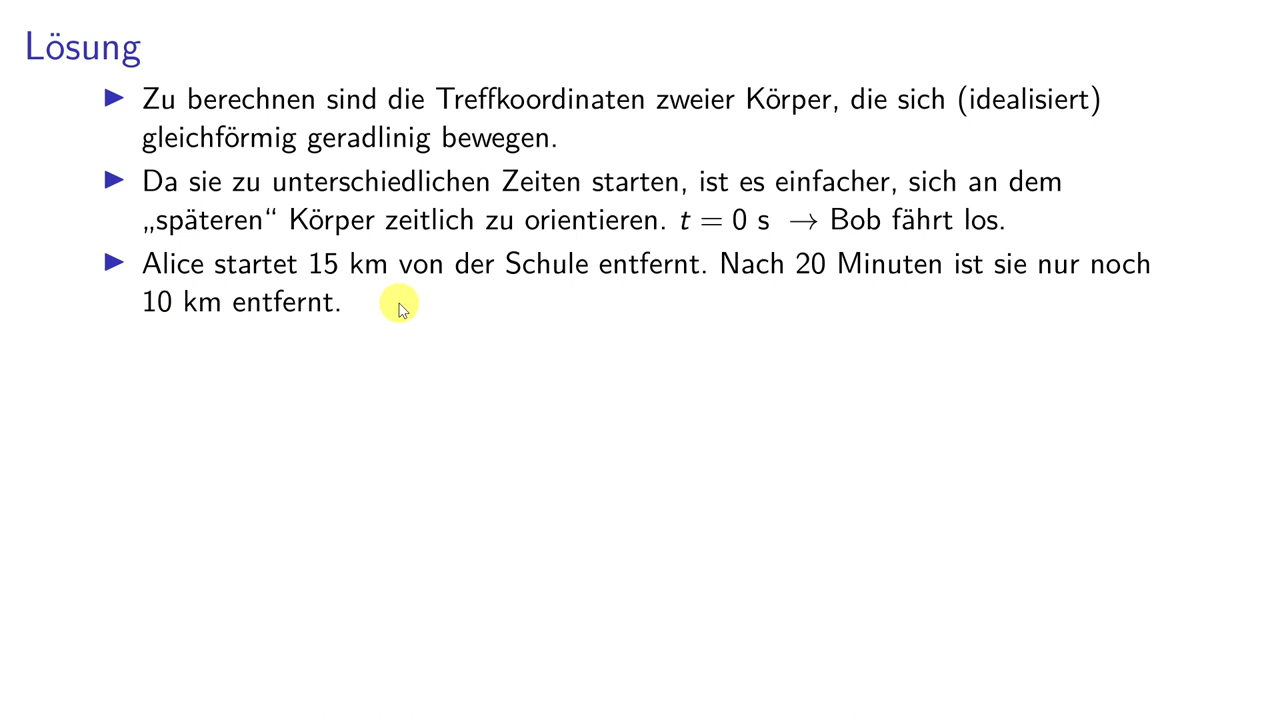 Lösung
▶ Zu berechnen sind die Treffkoordinaten zweier Körper, die sich (idealisiert)
gleichförmig geradlinig bewegen.
▶ Da sie zu unterschiedlichen Zeiten starten, ist es einfacher, sich an dem
„späteren“ Körper zeitlich zu orientieren. t = 0 s → Bob fährt los.
▶ Alice startet 15 km von der Schule entfernt. Nach 20 Minuten ist sie nur noch
10 km entfernt.